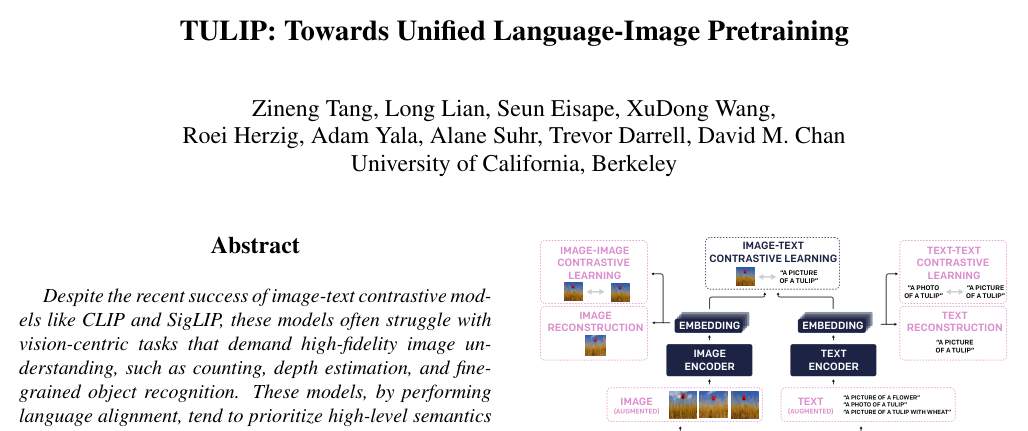 TULIP: Towards Unified Language-Image Pretraining
Zineng Tang, Long Lian, Seun Eisape, XuDong Wang,
Roei Herzig, Adam Yala, Alane Suhr, Trevor Darrell, David M. Chan
University of California, Berkeley
Abstract
Despite the recent success of image-text contrastive mod-
els like CLIP and SigLIP, these models often struggle with
vision-centric tasks that demand high-fidelity image un-
derstanding, such as counting, depth estimation, and fine-
grained object recognition. These models, by performing
language alignment, tend to prioritize high-level semantics
IMAGE-IMAGE
CONTRASTIVE
LEARNING
IMAGE
RECONSTRUCTION
IMAGE-TEXT
CONTRASTIVE LEARNING
"A PICTURE
OF A TULIP"
TEXT-TEXT
CONTRASTIVE
LEARNING
"A PHOTO
OF A TULIP"
"A PICTURE
OF A TULIP"
TEXT
RECONSTRUCTION
"A PICTURE
OF A TULIP"
EMBEDDING
EMBEDDING
IMAGE
ENCODER
TEXT
ENCODER
IMAGE
(AUGMENTED)
TEXT
(AUGMENTED)
"A PICTURE OF A FLOWER"
"A PHOTO OF A TULIP"
"A PICTURE OF A TULIP WITH WHEAT"